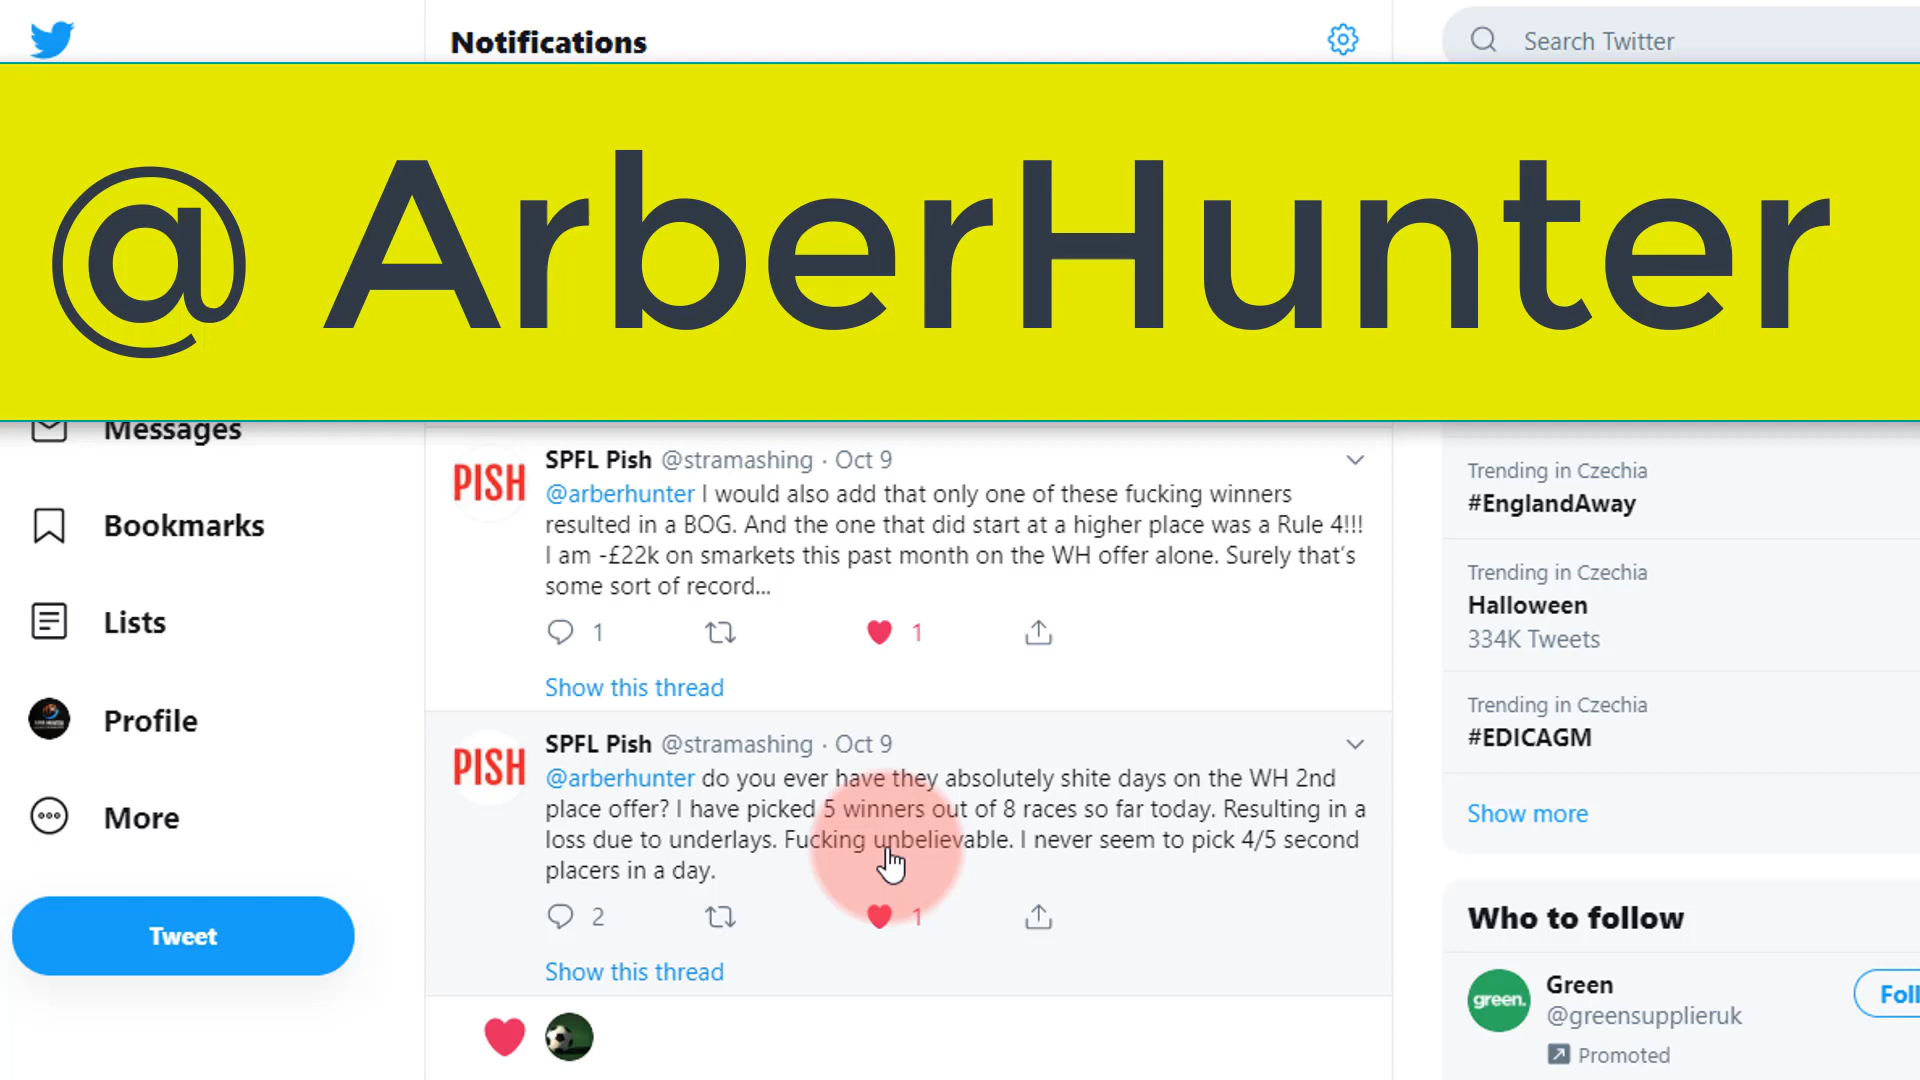 Notifications
Search Twitter
@ ArberHunter
Messages
Bookmarks
Lists
Profile
More
Tweet
PISH
SPFL Pish @stramashing · Oct 9
@arberhunter I would also add that only one of these fucking winners
resulted in a BOG. And the one that did start at a higher place was a Rule 4!!!
I am -£22k on smarkets this past month on the WH offer alone. Surely that's
some sort of record...
1
1
Show this thread
PISH
SPFL Pish @stramashing · Oct 9
@arberhunter do you ever have they absolutely shite days on the WH 2nd
place offer? I have picked 5 winners out of 8 races so far today. Resulting in a
loss due to underlays. Fucking unbelievable. I never seem to pick 4/5 second
placers in a day.
2
1
Show this thread
Trending in Czechia
#EnglandAway
Trending in Czechia
Halloween
334K Tweets
Trending in Czechia
#EDICAGM
Show more
Who to follow
green.
Green
@greensupplieruk
Promoted
Foll